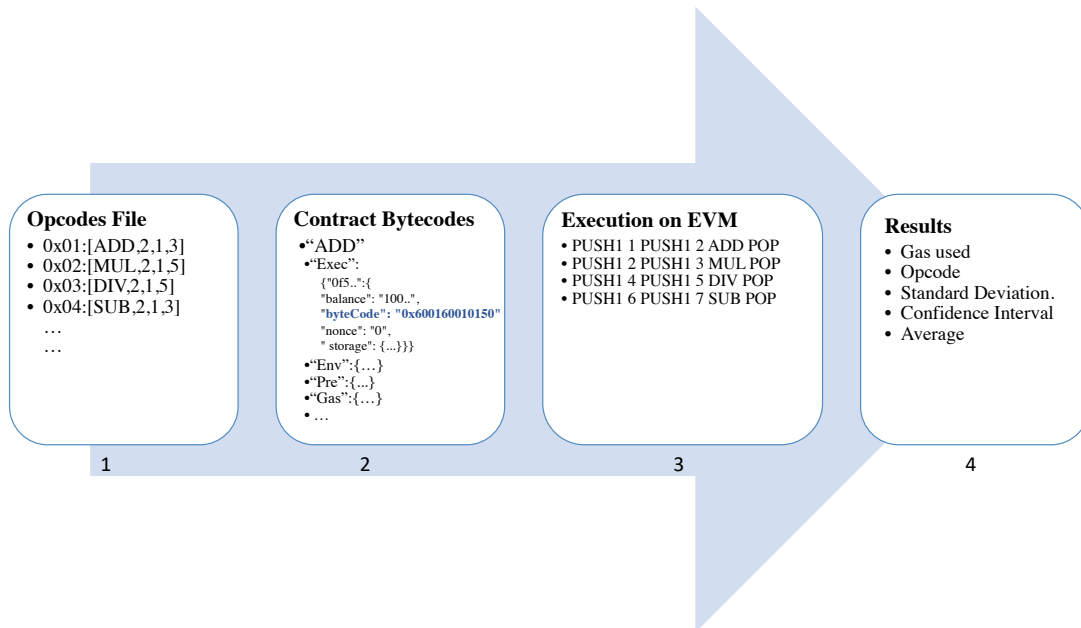 Opcodes File
• 0x01:[ADD,2,1,3]
• 0x02:[MUL,2,1,5]
• 0x03:[DIV,2,1,5]
• 0x04:[SUB,2,1,3]
…
…
1
Contract Bytecodes
•“ADD”
•“Exec”:
{"0f5..":{
"balance": "100..",
"byteCode": "0x600160010150"
"nonce": "0",
" storage": {...}}}
•“Env”:{…}
•“Pre”:{...}
•“Gas”:{…}
• …
2
Execution on EVM
• PUSH1 1 PUSH1 2 ADD POP
• PUSH1 2 PUSH1 3 MUL POP
• PUSH1 4 PUSH1 5 DIV POP
• PUSH1 6 PUSH1 7 SUB POP
3
Results
• Gas used
• Opcode
• Standard Deviation.
• Confidence Interval
• Average
4